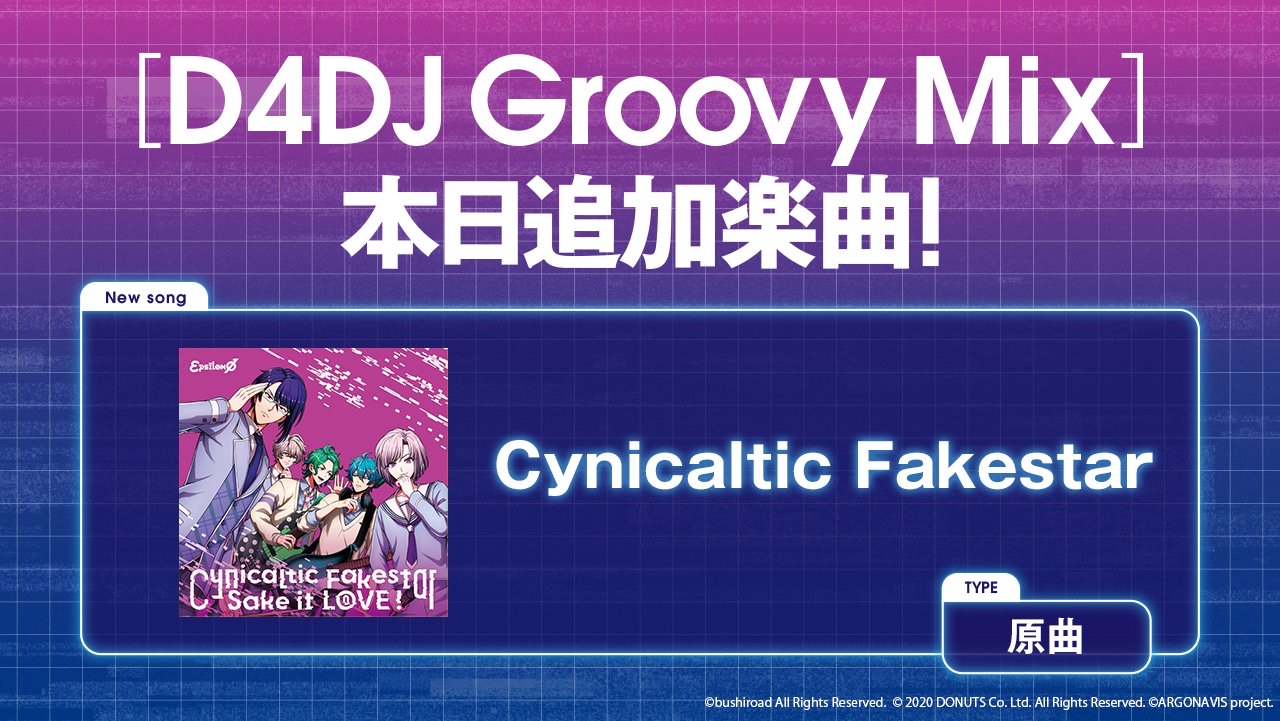 [D4DJ Groovy Mix]
本日追加楽曲!
New song
EpsilonΦ
Cynicaltic Fakestar
Sake it L@VE!
Cynicaltic Fakestar
TYPE
原曲
©bushiroad All Rights Reserved. © 2020 DONUTS Co. Ltd. All Rights Reserved. ©ARGONAVIS project.